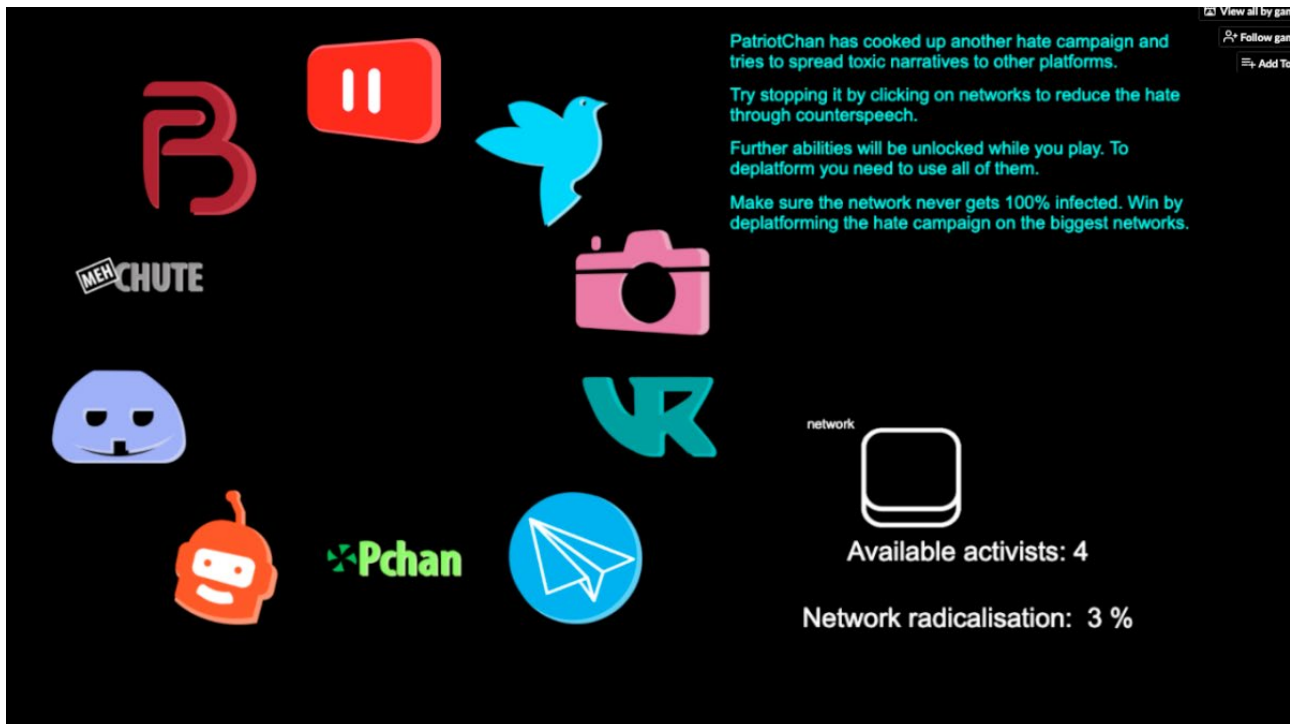 View all by gam
Follow gam
Add To
PatriotChan has cooked up another hate campaign and
tries to spread toxic narratives to other platforms.
Try stopping it by clicking on networks to reduce the hate
through counterspeech.
Further abilities will be unlocked while you play. To
deplatform you need to use all of them.
Make sure the network never gets 100% infected. Win by
deplatforming the hate campaign on the biggest networks.
B
MEH CHUTE
VR
Pchan
network
Available activists: 4
Network radicalisation: 3 %